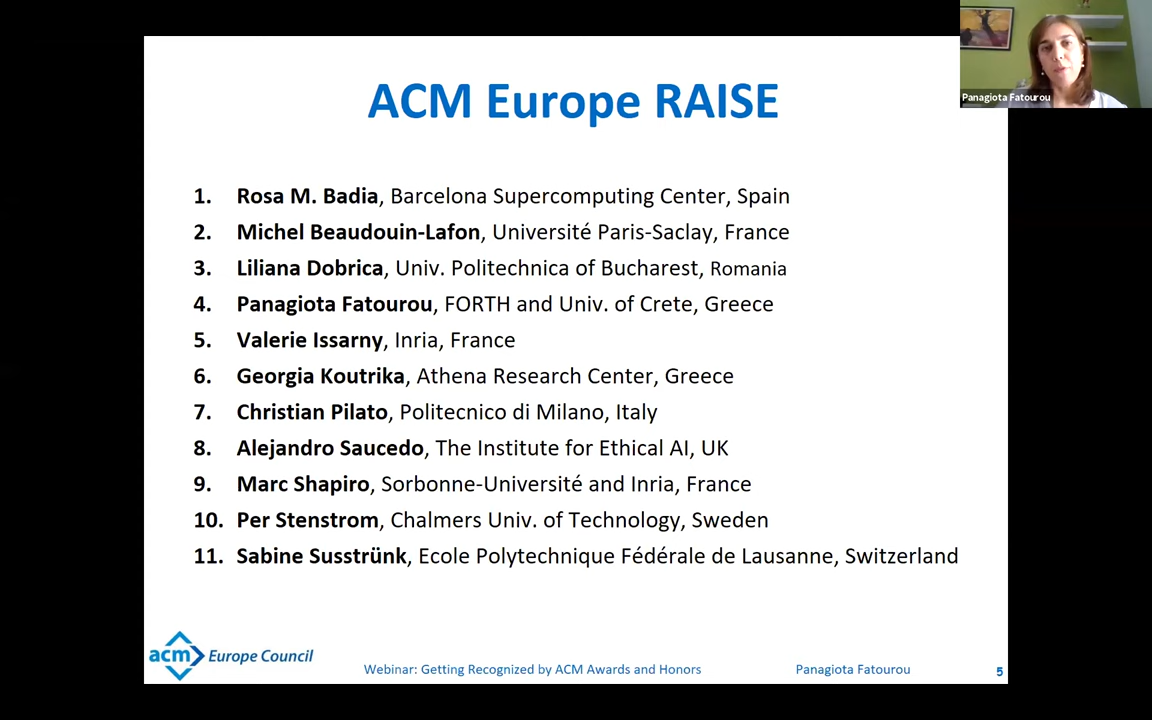 ACM Europe RAISE
Panagiota Fatourou
1. Rosa M. Badia, Barcelona Supercomputing Center, Spain
2. Michel Beaudouin-Lafon, Université Paris-Saclay, France
3. Liliana Dobrica, Univ. Politechnica of Bucharest, Romania
4. Panagiota Fatourou, FORTH and Univ. of Crete, Greece
5. Valerie Issarny, Inria, France
6. Georgia Koutrika, Athena Research Center, Greece
7. Christian Pilato, Politecnico di Milano, Italy
8. Alejandro Saucedo, The Institute for Ethical AI, UK
9. Marc Shapiro, Sorbonne-Université and Inria, France
10. Per Stenstrom, Chalmers Univ. of Technology, Sweden
11. Sabine Susstrünk, Ecole Polytechnique Fédérale de Lausanne, Switzerland
acm Europe Council
Webinar: Getting Recognized by ACM Awards and Honors
Panagiota Fatourou
5